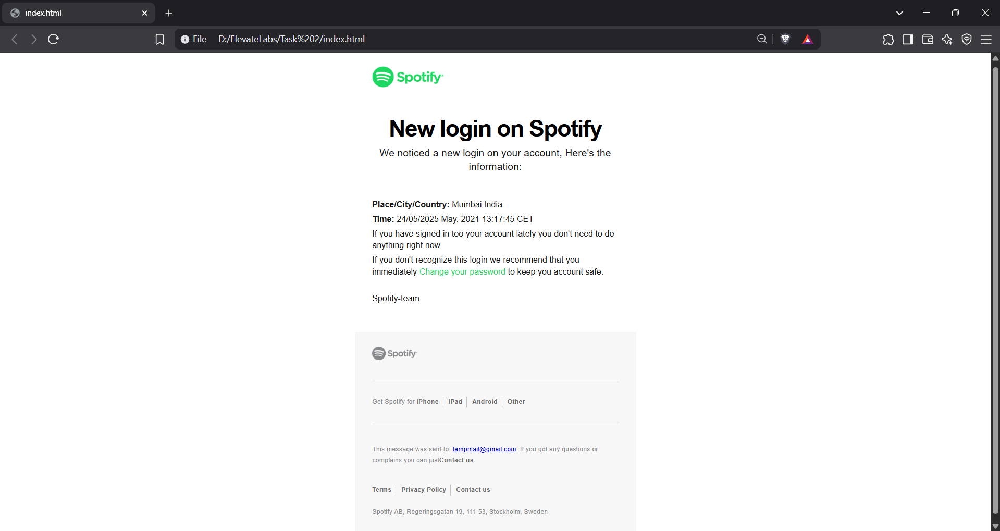 index.html
File D:/ElevateLabs/Task%202/index.html
Spotify
New login on Spotify
We noticed a new login on your account, Here's the
information:
Place/City/Country: Mumbai India
Time: 24/05/2025 May. 2021 13:17:45 CET
If you have signed in too your account lately you don't need to do
anything right now.
If you don't recognize this login we recommend that you
immediately Change your password to keep you account safe.
Spotify-team
Spotify
Get Spotify for iPhone iPad Android Other
This message was sent to: tempmail@gmail.com. If you got any questions or
complains you can justContact us.
Terms Privacy Policy Contact us
Spotify AB, Regeringsgatan 19, 111 53, Stockholm, Sweden